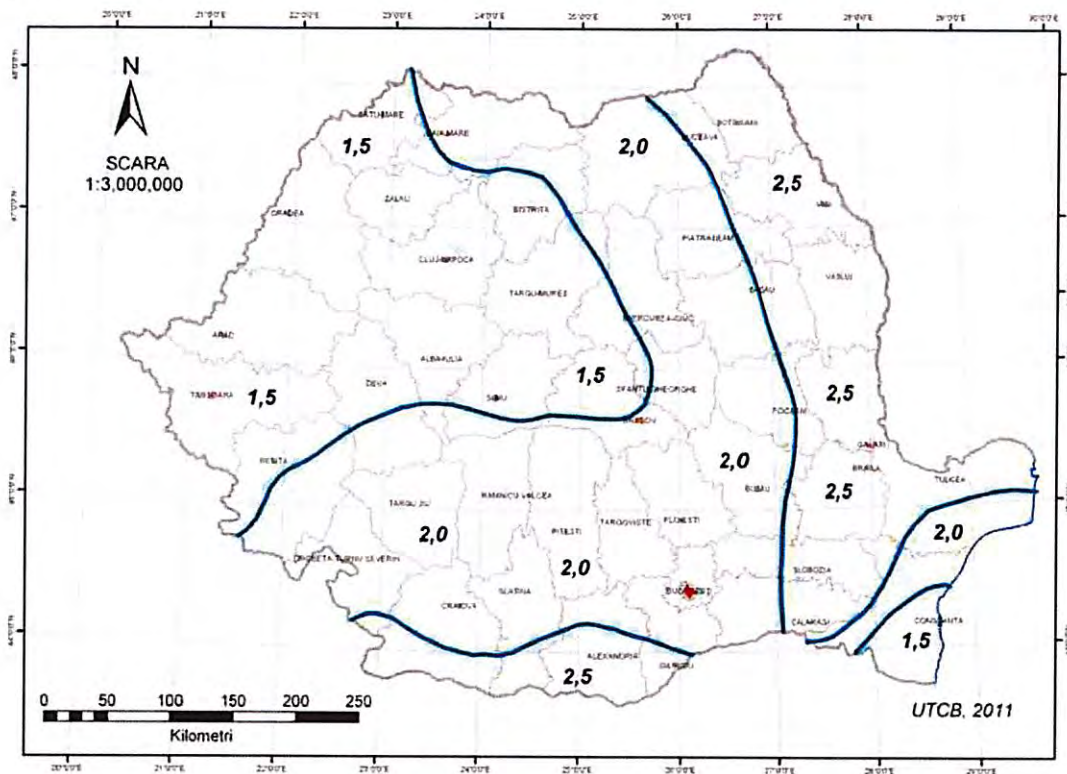 N
SCARA
1:3,000,000
SATU-MARE
BAIA-MARE
SUCEAVA
BOTOSANI
1,5
2,0
2,5
ORADEA
ZALAU
BISTRITA
CLUJ-NAPOCA
PIATRA NEAMT
VASLUI
TARGU-MURES
BACAU
MIERCUREA-CIUC
ARAD
ALBA-IULIA
DEVA
SIBIU
1,5
SFANTU GHEORGHE
TIMISOARA
1,5
BRASOV
FOCSANI
2,5
GALATI
RESITA
2,0
BUZAU
BRAILA
2,5
TULCEA
TARGU JIU
RAMNICU VALCEA
PITESTI
TARGOVISTE
PLOIESTI
2,0
2,0
2,0
DROBETA-TURNU SEVERIN
SLOBOZIA
CRAIOVA
SLATINA
BUCURESTI
CALARASI
CONSTANTA
1,5
ALEXANDRIA
GIURGIU
2,5
0 50 100 150 200 250
Kilometri
UTCB, 2011